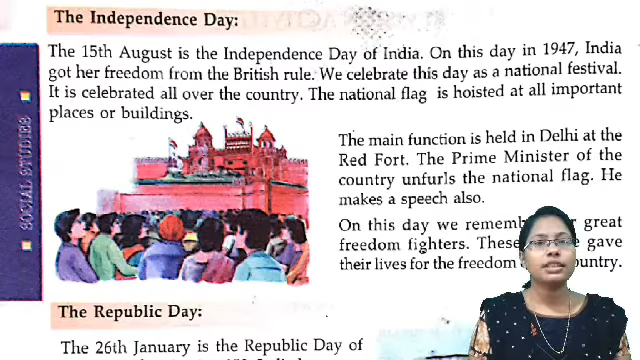 The Independence Day:
The 15th August is the Independence Day of India. On this day in 1947, India
got her freedom from the British rule. We celebrate this day as a national festival.
It is celebrated all over the country. The national flag is hoisted at all important
places or buildings.
The main function is held in Delhi at the
Red Fort. The Prime Minister of the
country unfurls the national flag. He
makes a speech also.
On this day we great
freedom fighters. gave
their lives for the freedom
SOCIAL STUDIES
The Republic Day:
The 26th January is the Republic Day of